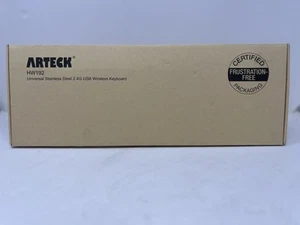 ARTECK
HW192
Universal Stainless Steel 2.4G USB Wireless Keyboard
CERTIFIED
FRUSTRATION-
FREE
PACKAGING